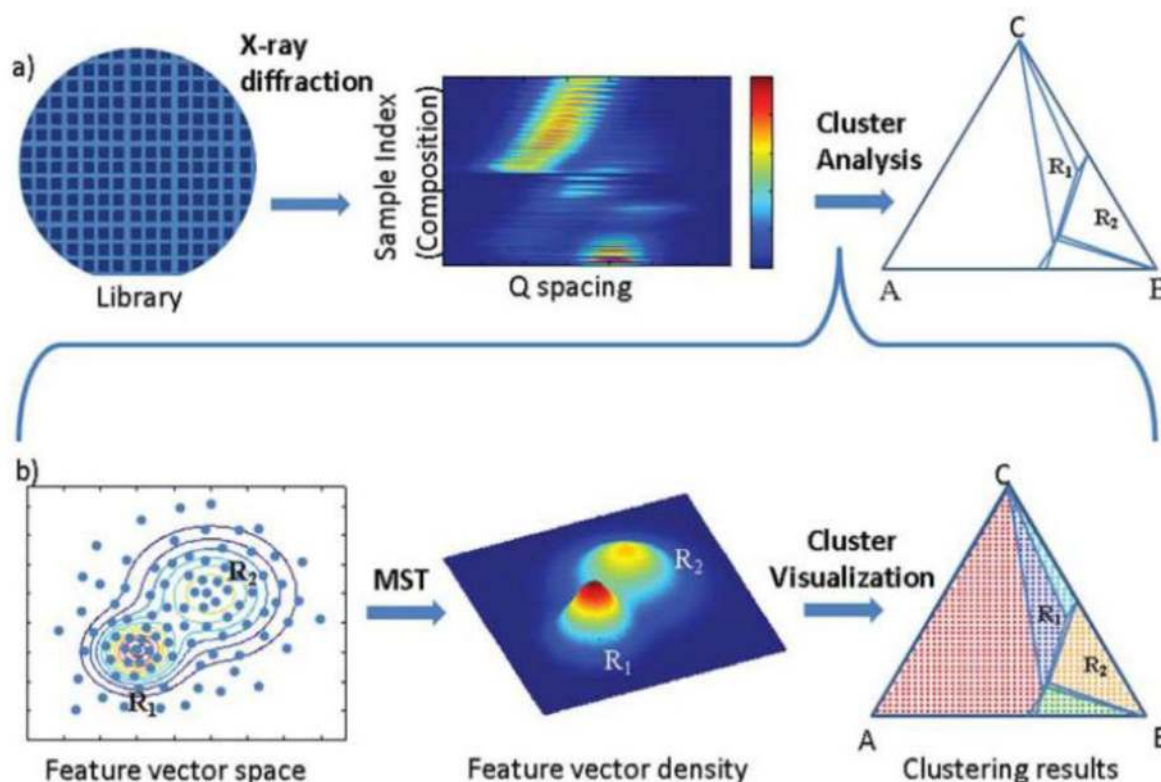 a)
X-ray
diffraction
Library
Sample Index
(Composition)
Q spacing
Cluster
Analysis
C
R1
R2
A
B
b)
R2
R1
Feature vector space
MST
R2
R1
Feature vector density
Cluster
Visualization
C
R1
R2
A
B
Clustering results